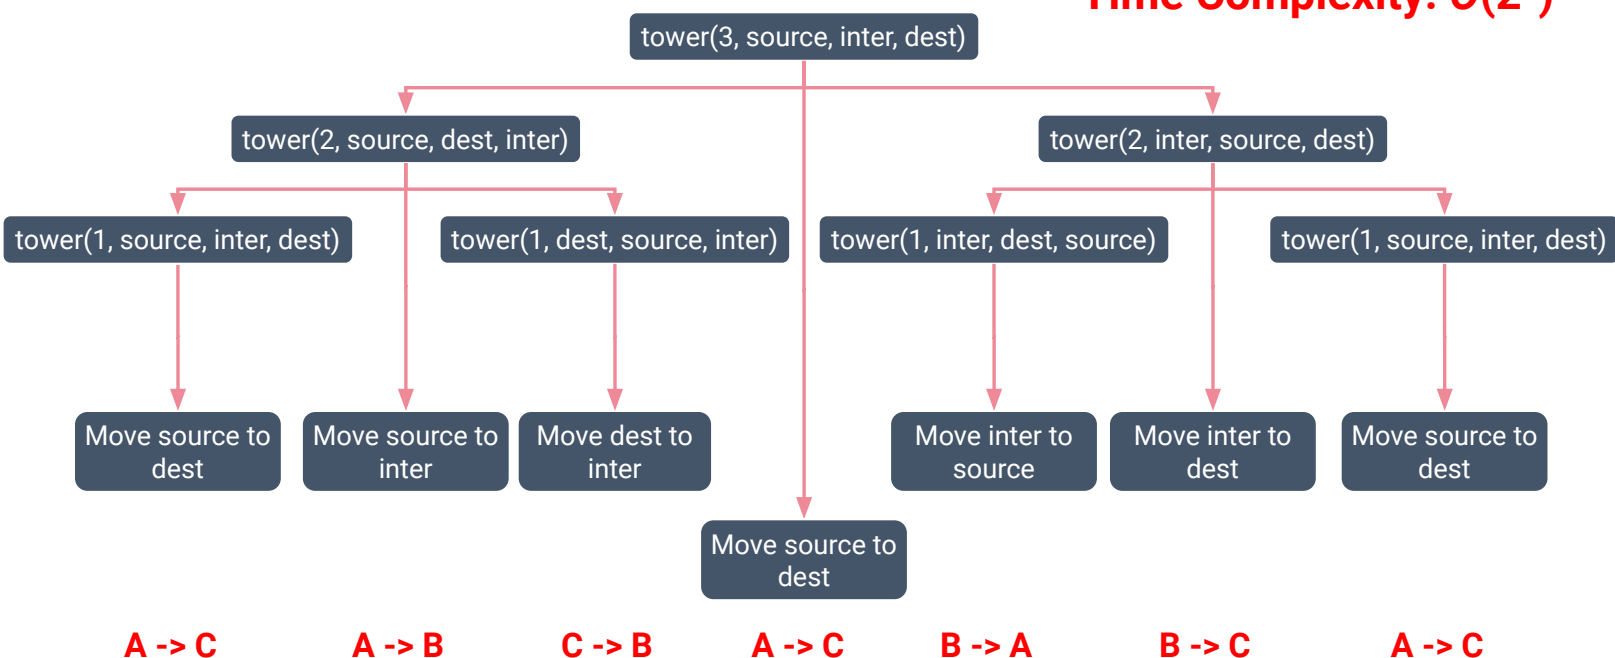 Time Complexity: O(2
tower(3, source, inter, dest)
tower(2, source, dest, inter)
tower(2, inter, source, dest)
tower(1, source, inter, dest)
tower(1, dest, source, inter)
tower(1, inter, dest, source)
tower(1, source, inter, dest)
Move source to
dest
Move source to
inter
Move dest to
inter
Move inter to
source
Move inter to
dest
Move source to
dest
Move source to
dest
A -> C
A -> B
C -> B
A -> C
B -> A
B -> C
A -> C